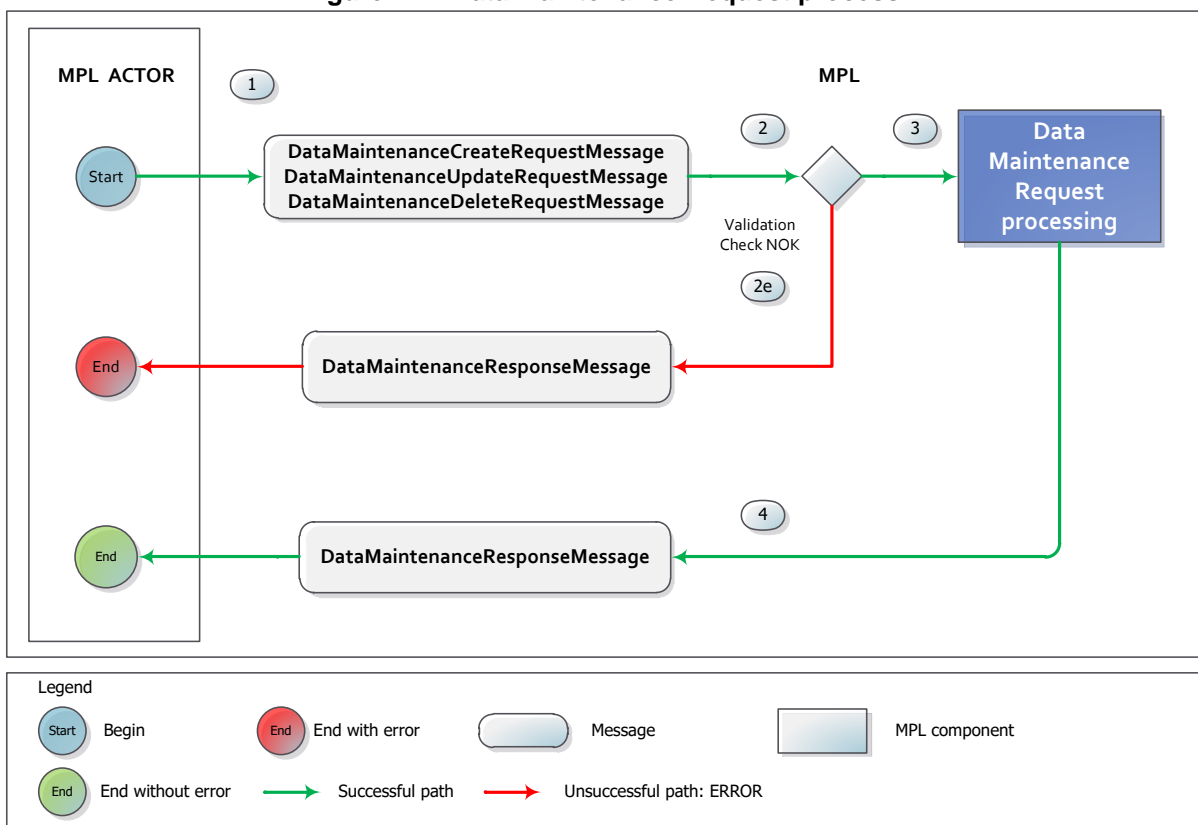 MPL ACTOR
1
MPL
2
3
DataMaintenanceCreateRequestMessage
DataMaintenanceUpdateRequestMessage
DataMaintenanceDeleteRequestMessage
Start
Data
Maintenance
Request
processing
Validation
Check NOK
2e
End
DataMaintenanceResponseMessage
4
End
DataMaintenanceResponseMessage
Legend
Start
Begin
End
End with error
Message
MPL component
End
End without error
Successful path
Unsuccessful path: ERROR